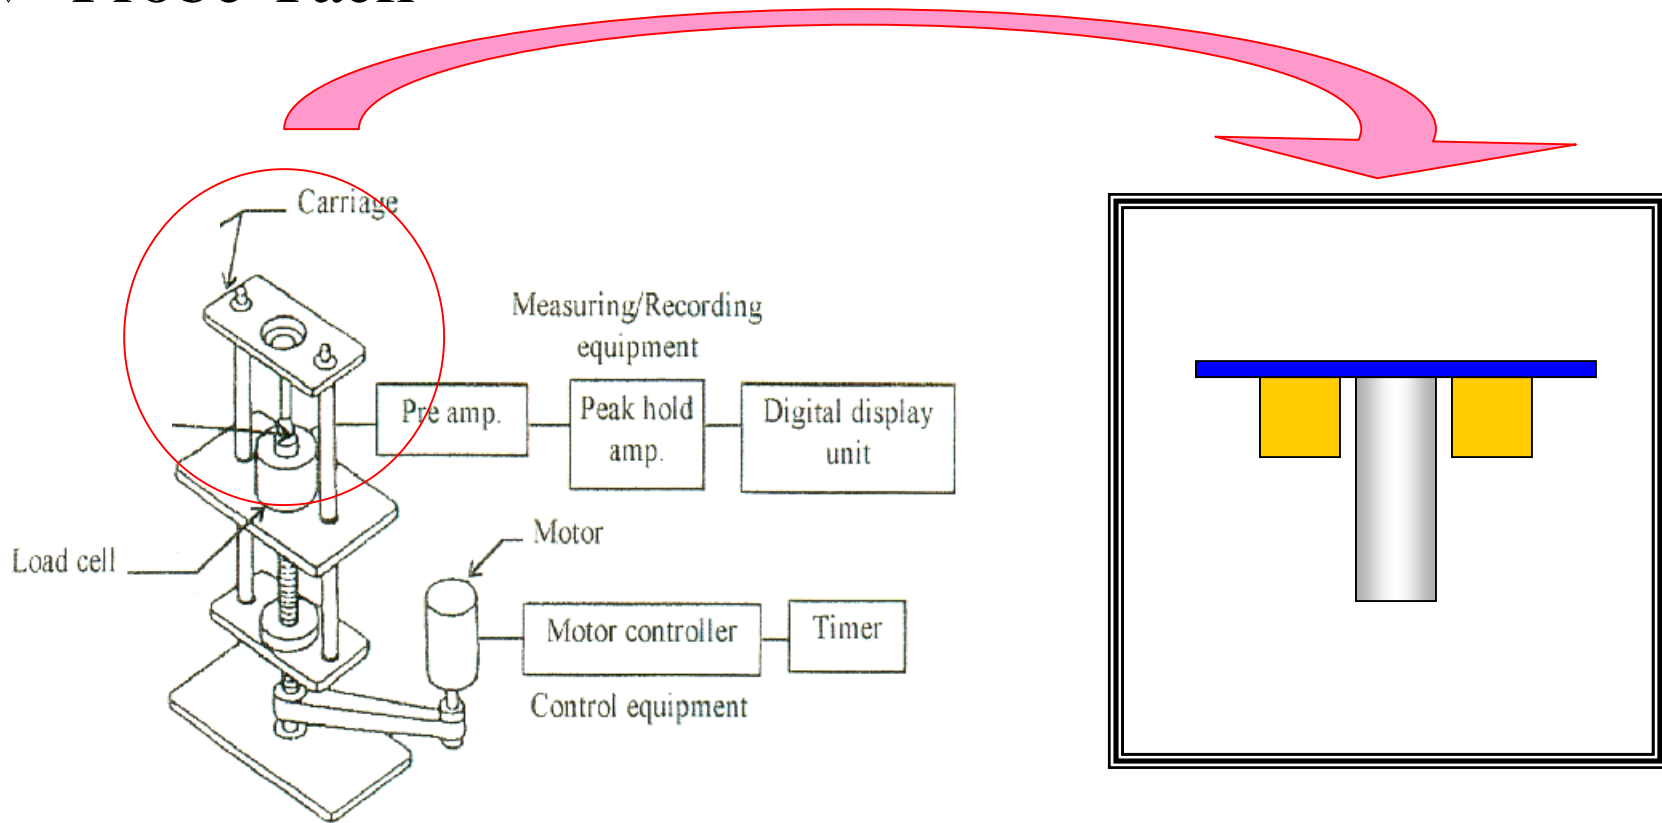 Carriage
Measuring/Recording
equipment
Pre amp.
Peak hold
amp.
Digital display
unit
Motor
Load cell
Motor controller
Timer
Control equipment